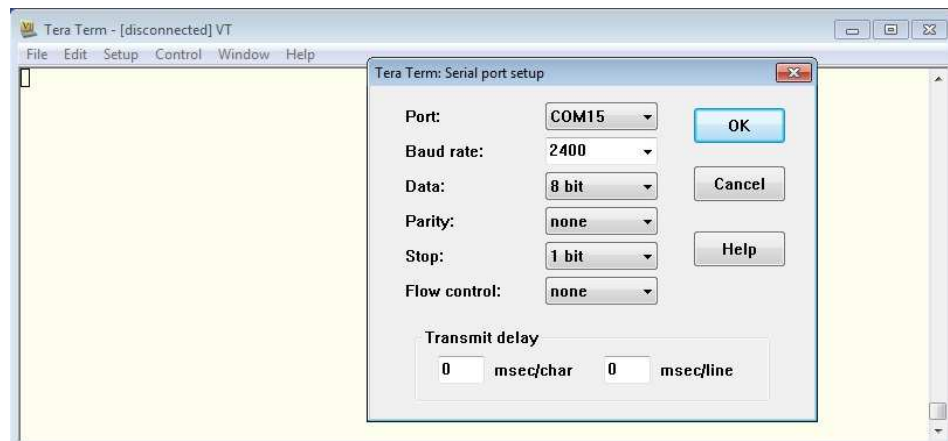 Tera Term - [disconnected] VT
File Edit Setup Control Window Help
Tera Term: Serial port setup
Port: COM15
OK
Baud rate: 2400
Data: 8 bit
Cancel
Parity: none
Stop: 1 bit
Help
Flow control: none
Transmit delay
0 msec/char 0 msec/line